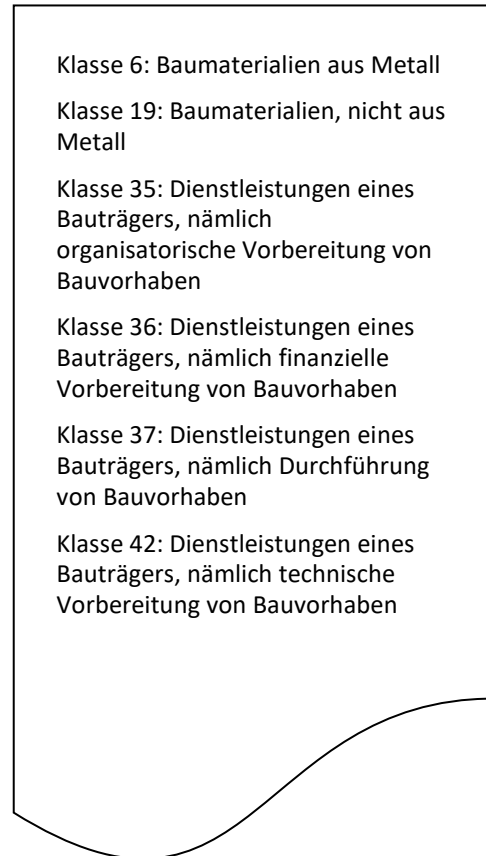 Klasse 6: Baumaterialien aus Metall
Klasse 19: Baumaterialien, nicht aus
Metall
Klasse 35: Dienstleistungen eines
Bauträgers, nämlich
organisatorische Vorbereitung von
Bauvorhaben
Klasse 36: Dienstleistungen eines
Bauträgers, nämlich finanzielle
Vorbereitung von Bauvorhaben
Klasse 37: Dienstleistungen eines
Bauträgers, nämlich Durchführung
von Bauvorhaben
Klasse 42: Dienstleistungen eines
Bauträgers, nämlich technische
Vorbereitung von Bauvorhaben